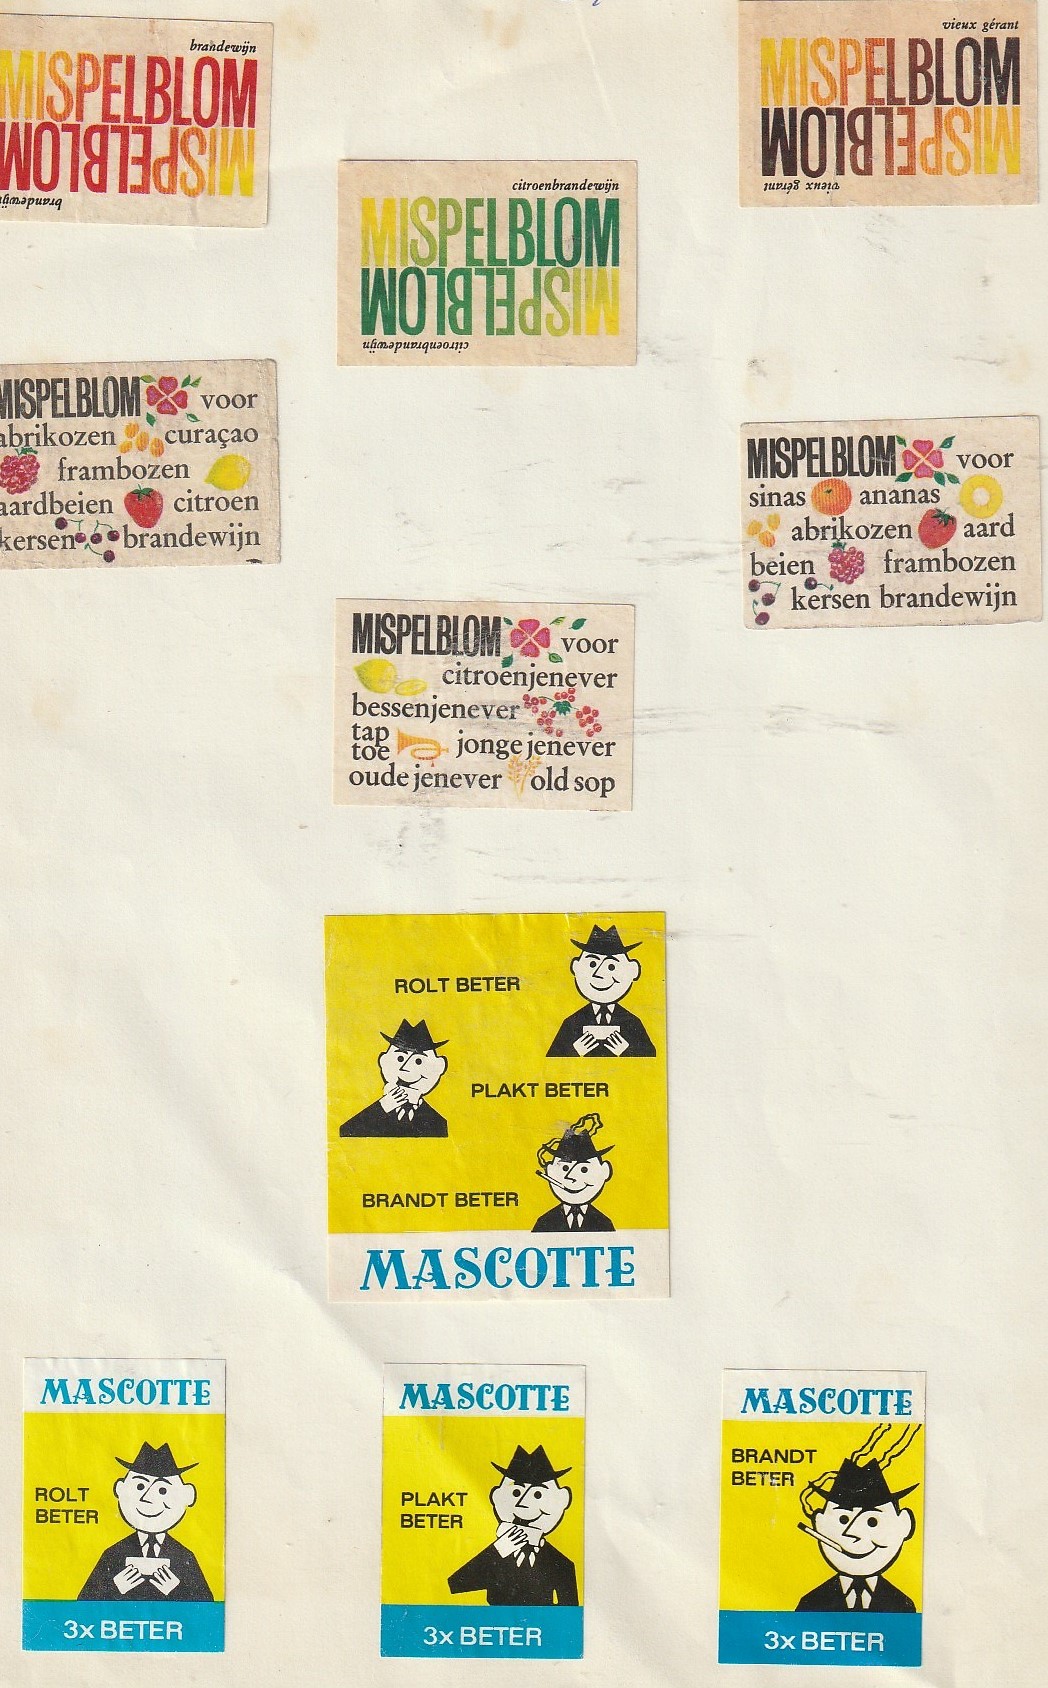 brandewijn
MISPELBLOM
MISPELBLOM
brandewijn
vieux gérant
MISPELBLOM
MISPELBLOM
vieux gérant
citroenbrandewijn
MISPELBLOM
MISPELBLOM
citroenbrandewijn
MISPELBLOM voor
abrikozen curaçao
frambozen
aardbeien citroen
kersen brandewijn
MISPELBLOM voor
sinas ananas
abrikozen aard
beien frambozen
kersen brandewijn
MISPELBLOM voor
citroenjenever
bessenjenever
tap
toe jonge jenever
oude jenever old sop
ROLT BETER
PLAKT BETER
BRANDT BETER
MASCOTTE
MASCOTTE
ROLT
BETER
3x BETER
MASCOTTE
PLAKT
BETER
3x BETER
MASCOTTE
BRANDT
BETER
3x BETER